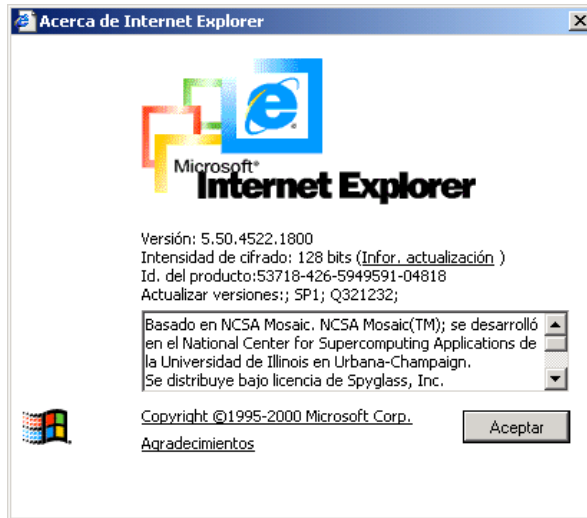 Acerca de Internet Explorer
Microsoft®
Internet Explorer
Versión: 5.50.4522.1800
Intensidad de cifrado: 128 bits (Infor. actualización )
Id. del producto:53718-426-5949591-04818
Actualizar versiones:; SP1; Q321232;
Basado en NCSA Mosaic. NCSA Mosaic(TM); se desarrolló
en el National Center for Supercomputing Applications de
la Universidad de Illinois en Urbana-Champaign.
Se distribuye bajo licencia de Spyglass, Inc.
Copyright ©1995-2000 Microsoft Corp.
Aceptar
Agradecimientos